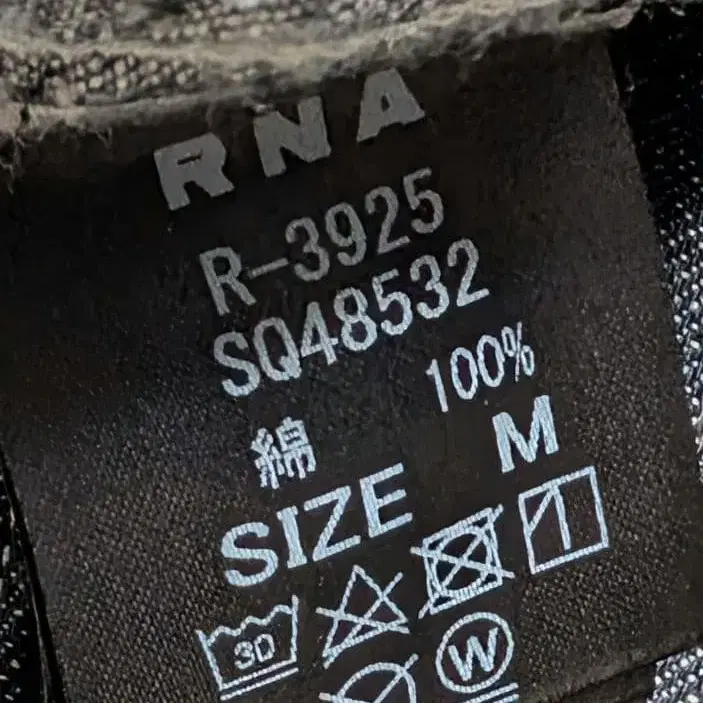 RNA
R-3925
SQ48532
綿 100%
SIZE M
30
W